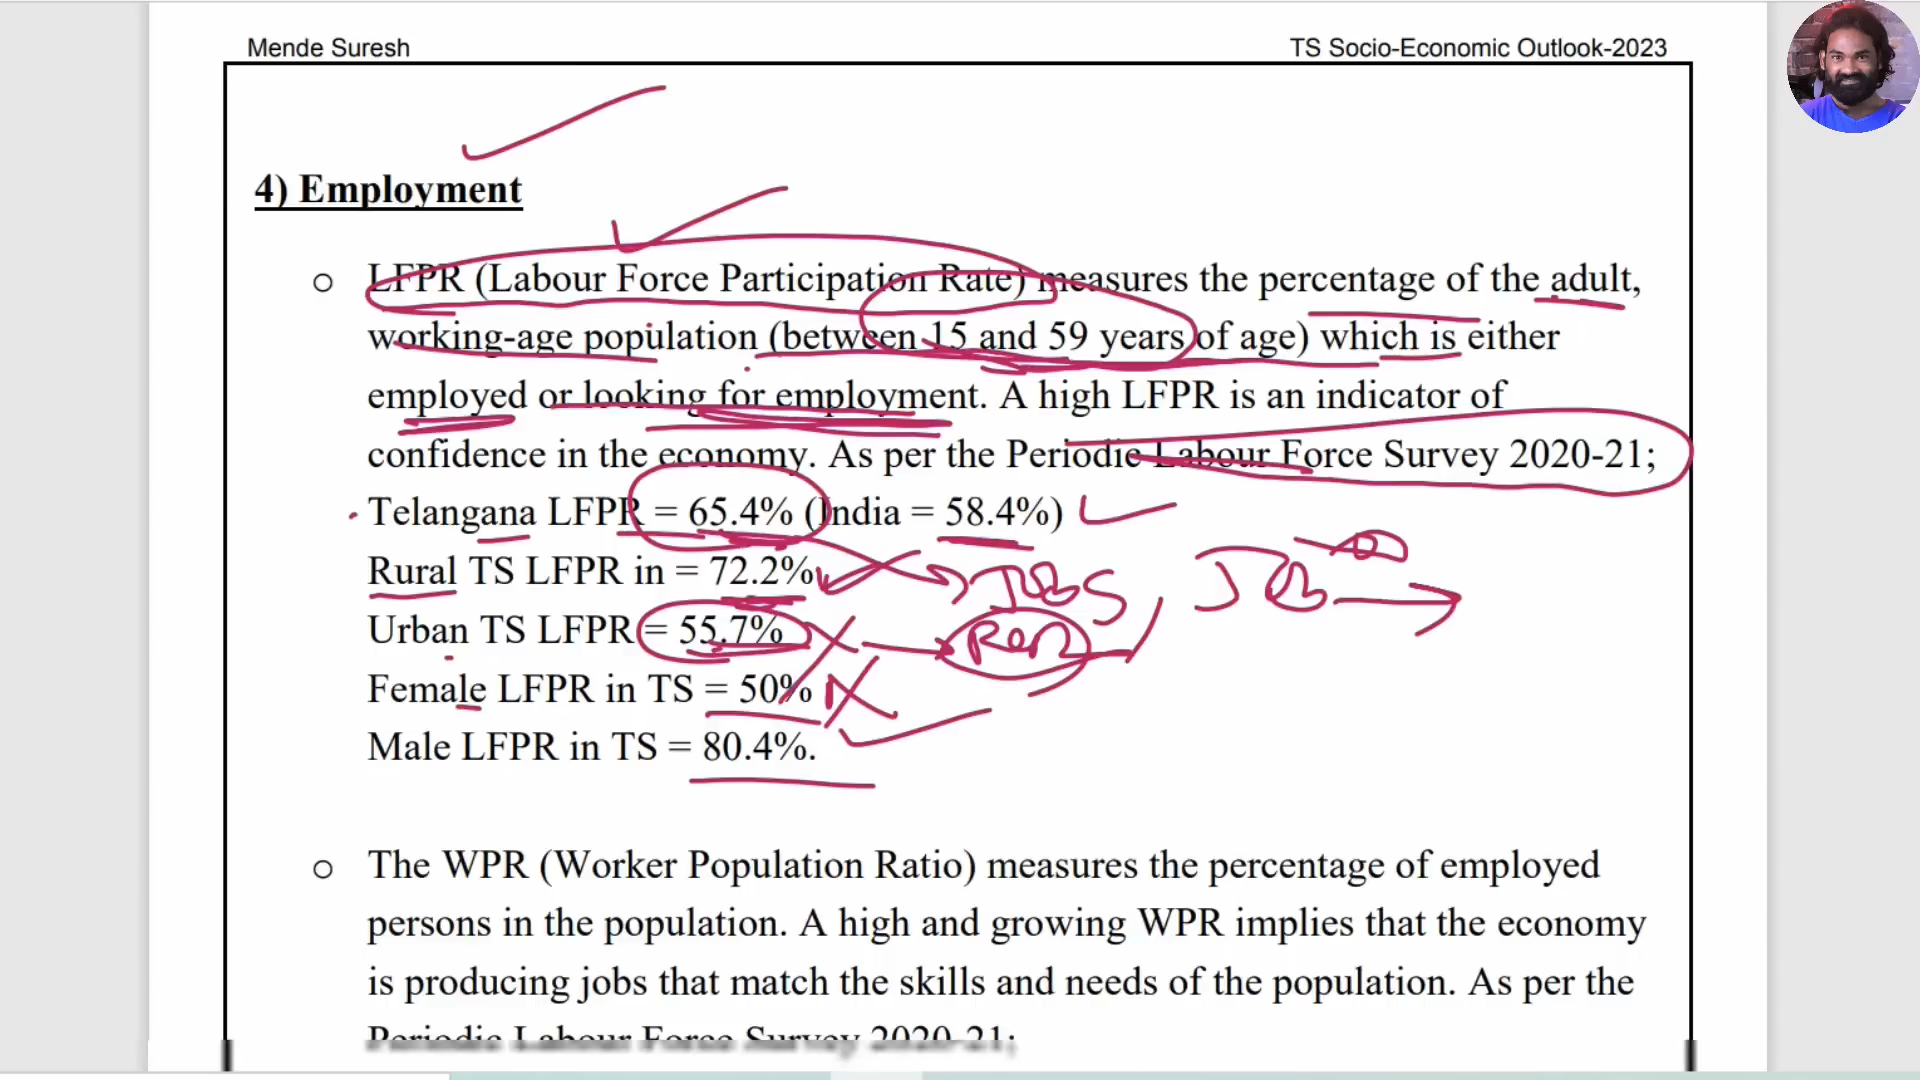 Mende Suresh
TS Socio-Economic Outlook-2023
4) Employment
o LFPR (Labour Force Participation Rate) measures the percentage of the adult,
working-age population (between 15 and 59 years of age) which is either
employed or looking for employment. A high LFPR is an indicator of
confidence in the economy. As per the Periodic Labour Force Survey 2020-21;
Telangana LFPR = 65.4% (India = 58.4%)
Rural TS LFPR in = 72.2%
JOBS
JOB
Urban TS LFPR = 55.7%
Female LFPR in TS = 50%
Male LFPR in TS = 80.4%.
o The WPR (Worker Population Ratio) measures the percentage of employed
persons in the population. A high and growing WPR implies that the economy
is producing jobs that match the skills and needs of the population. As per the
Periodic Labour Force Survey 2020-21;